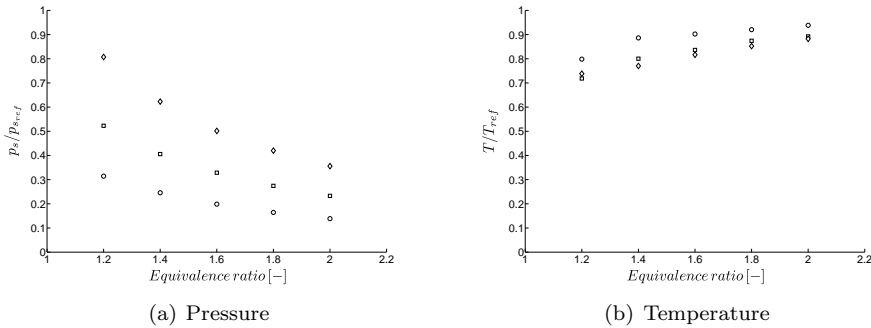 1
0.9
0.8
0.7
0.6
0.5
0.4
0.3
0.2
0.1
0
1 1.2 1.4 1.6 1.8 2 2.2
p_s/p_{s_{ref}}
Equivalence ratio [−]
(a) Pressure
1
0.9
0.8
0.7
0.6
0.5
0.4
0.3
0.2
0.1
0
1 1.2 1.4 1.6 1.8 2 2.2
T/T_{ref}
Equivalence ratio [−]
(b) Temperature